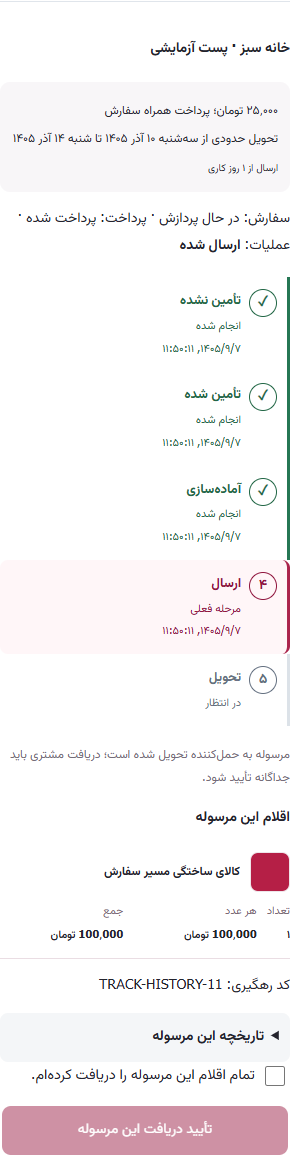 خانه سبز · پست آزمایشی
۲۵٬۰۰۰ تومان؛ پرداخت همراه سفارش
تحویل حدودی از سه‌شنبه ۱۰ آذر ۱۴۰۵ تا شنبه ۱۴ آذر ۱۴۰۵
ارسال از ۱ روز کاری
سفارش: در حال پردازش · پرداخت: پرداخت شده ·
عملیات: ارسال شده
تأمین نشده
انجام شده
۱۴۰۵/۹/۷, ۱۱:۵۰:۱۱
تأمین شده
انجام شده
۱۴۰۵/۹/۷, ۱۱:۵۰:۱۱
آماده‌سازی
انجام شده
۱۴۰۵/۹/۷, ۱۱:۵۰:۱۱
۴ ارسال
مرحله فعلی
۱۴۰۵/۹/۷, ۱۱:۵۰:۱۱
۵ تحویل
در انتظار
مرسوله به حمل‌کننده تحویل شده است؛ دریافت مشتری باید
جداگانه تأیید شود.
اقلام این مرسوله
کالای ساختگی مسیر سفارش
تعداد هر عدد جمع
۱ 100,000 تومان 100,000 تومان
کد رهگیری: TRACK-HISTORY-11
تاریخچه این مرسوله
تمام اقلام این مرسوله را دریافت کرده‌ام.
تأیید دریافت این مرسوله